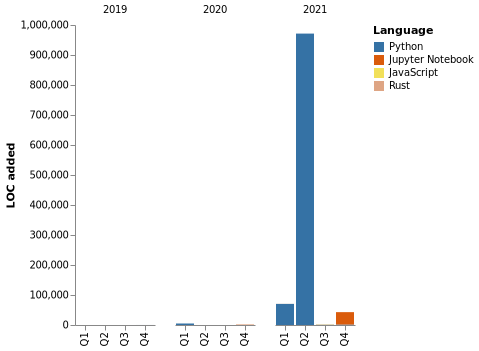 2019 2020 2021
1,000,000
900,000
800,000
700,000
600,000
500,000
400,000
300,000
200,000
100,000
0
LOC added
Q1 Q2 Q3 Q4 Q1 Q2 Q3 Q4 Q1 Q2 Q3 Q4
Language
Python
Jupyter Notebook
JavaScript
Rust